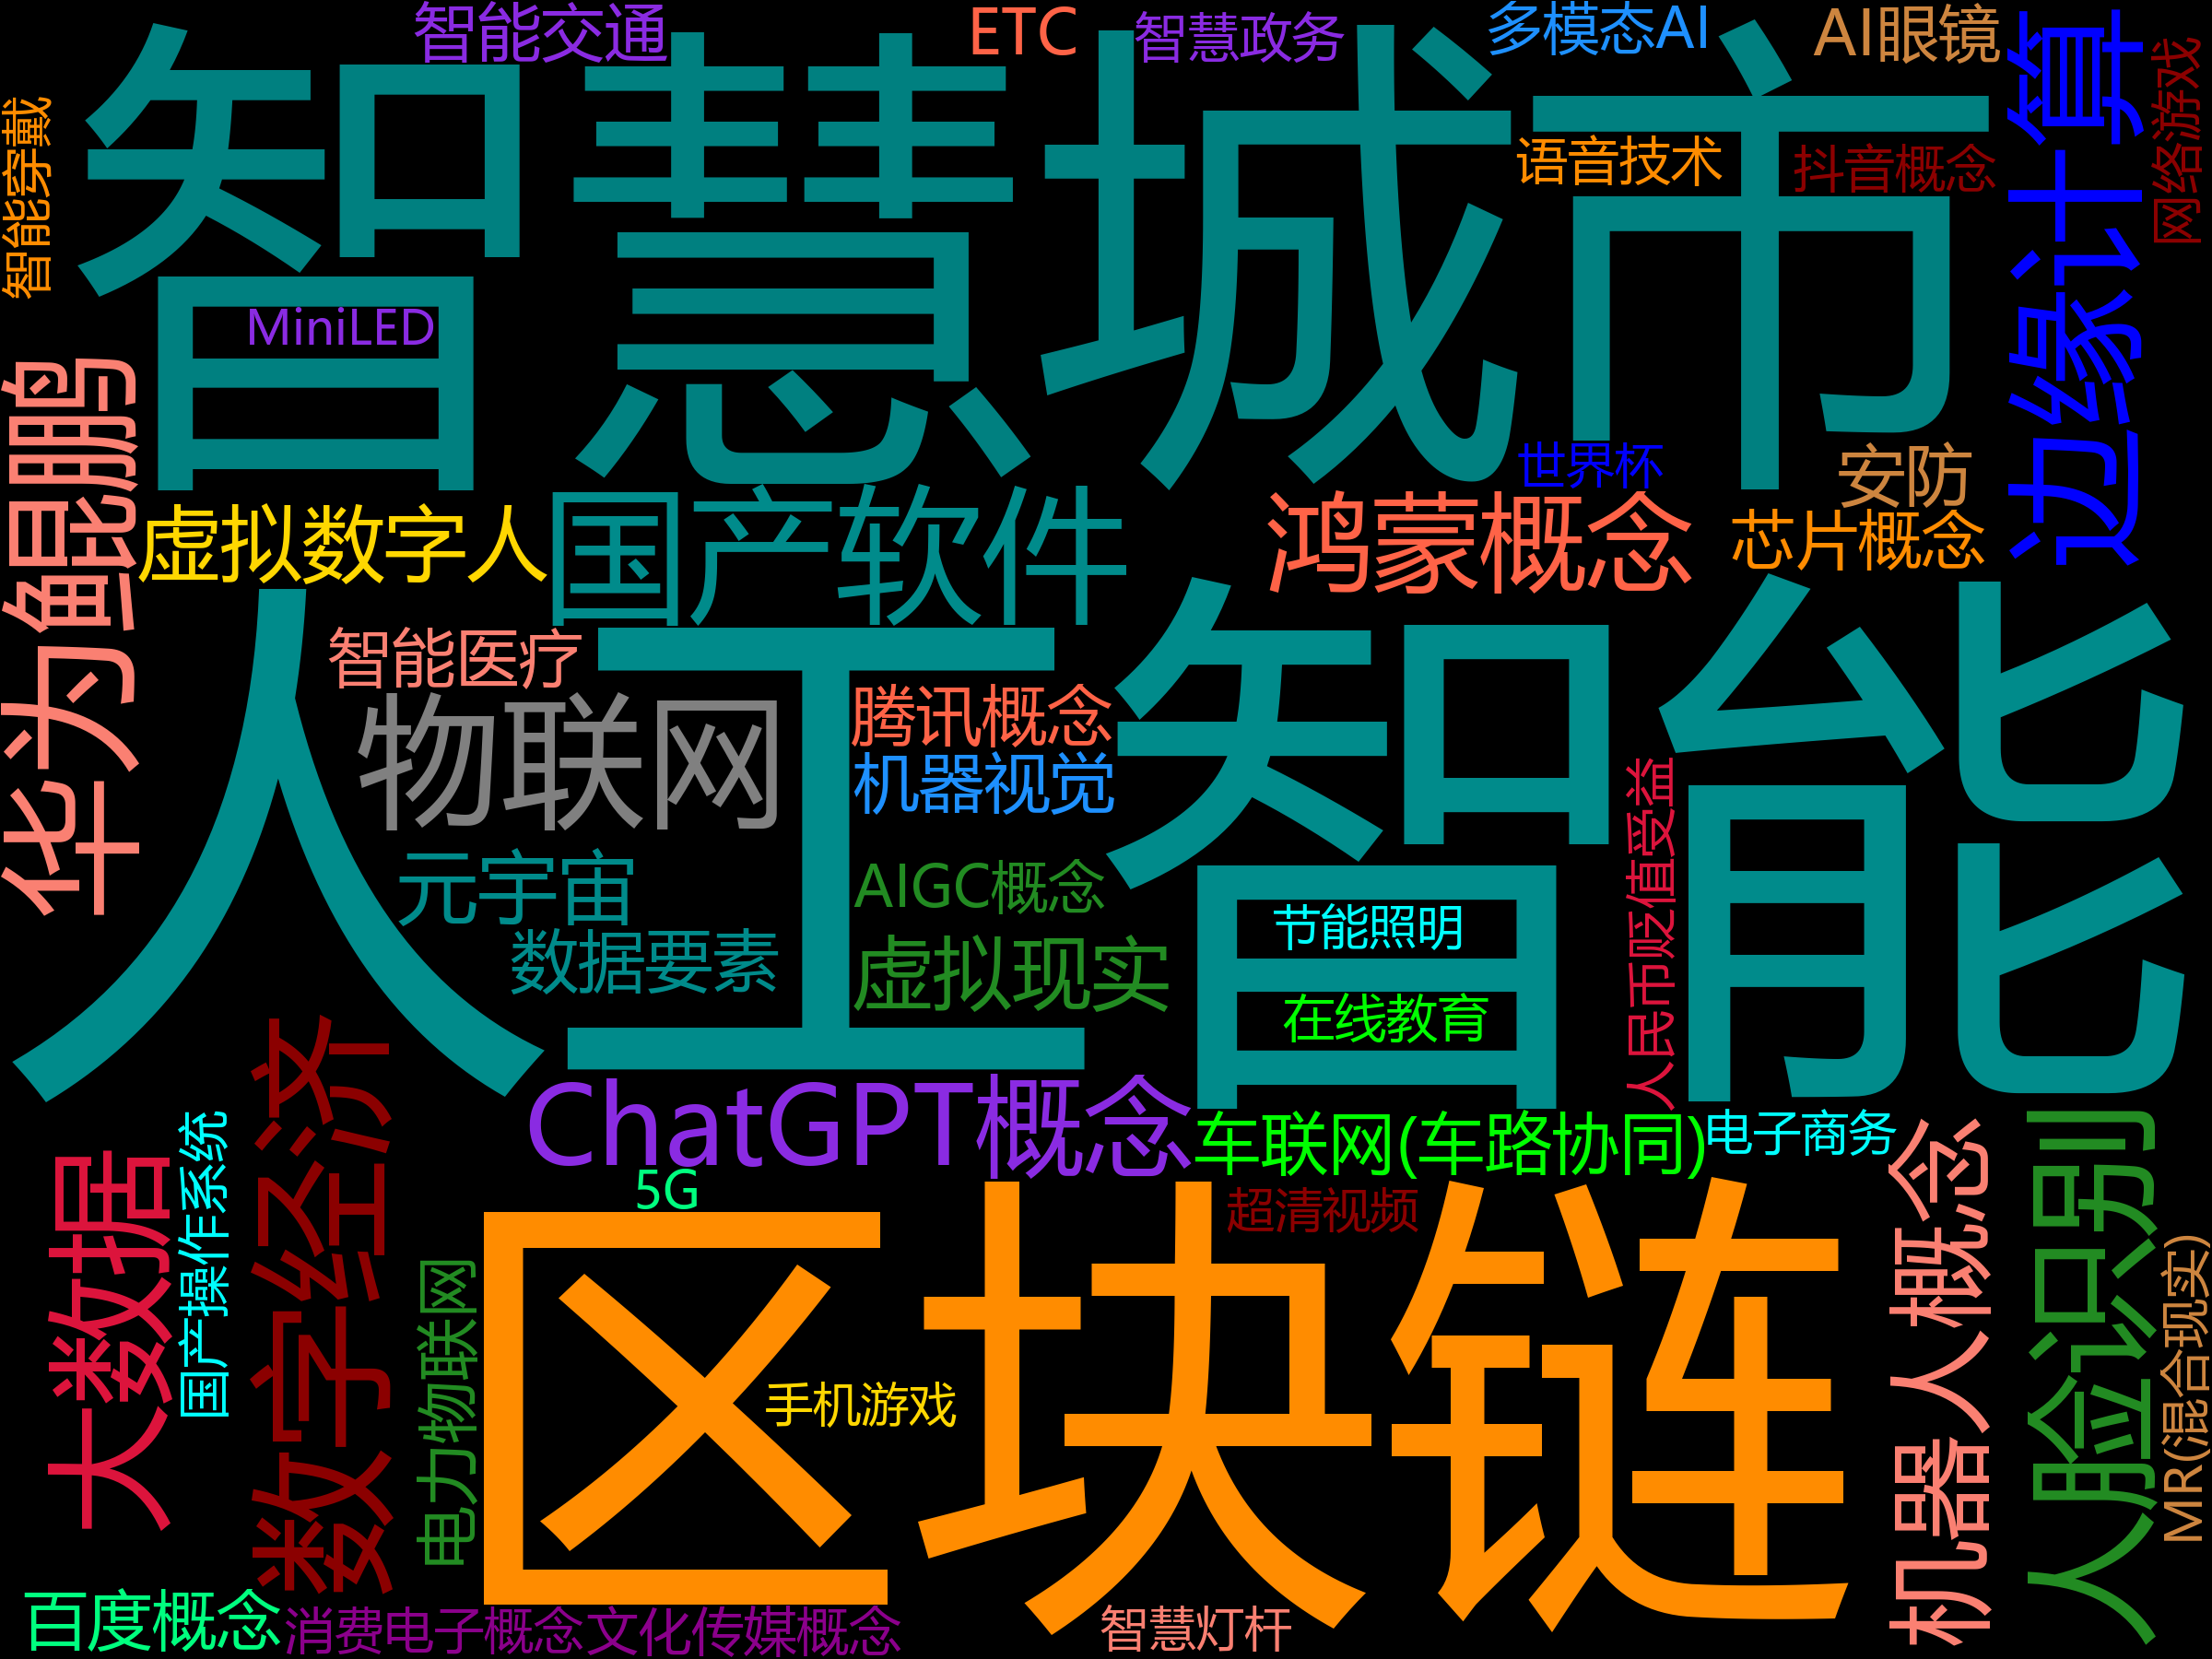 智能交通
ETC
智慧政务
多模态AI
AI眼镜
智慧城市
边缘计算
网络游戏
智能穿戴
语音技术
抖音概念
MiniLED
华为鲲鹏
世界杯
安防
虚拟数字人
国产软件
鸿蒙概念
芯片概念
人工智能
智能医疗
物联网
腾讯概念
机器视觉
人民币贬值受益
元宇宙
AIGC概念
节能照明
数据要素
虚拟现实
在线教育
数字经济
ChatGPT概念
车联网(车路协同)
电子商务
大数据
国产操作系统
5G
超清视频
机器人概念
人脸识别
MR(混合现实)
电力物联网
区块链
手机游戏
百度概念
消费电子概念
文化传媒概念
智慧灯杆